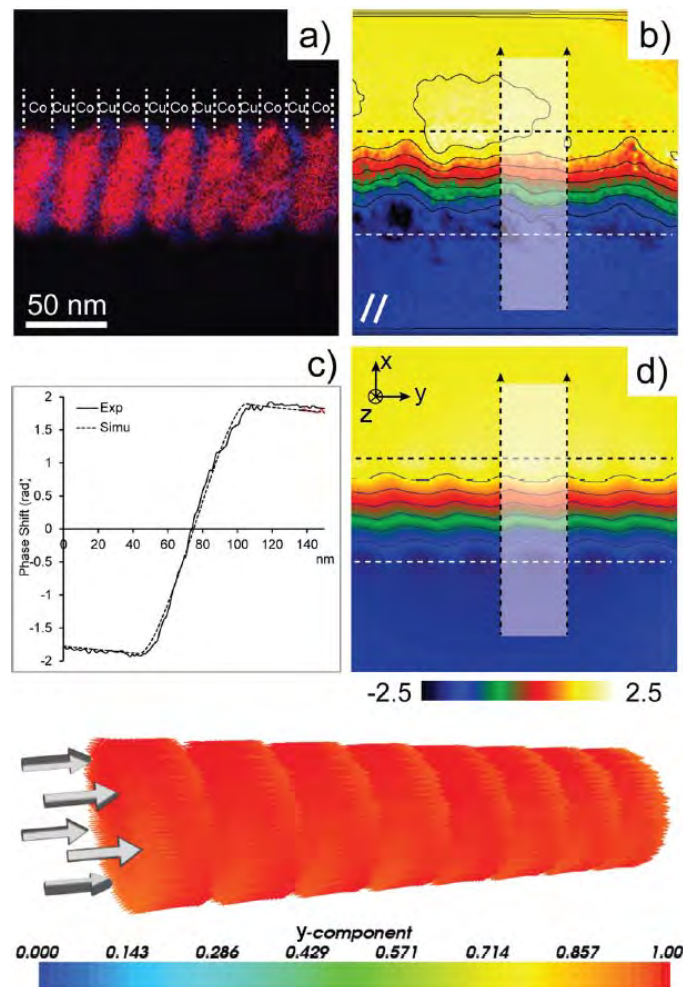 a)
Co Cu Co Cu Co Cu Co Cu Co Cu Co
50 nm
b)
//
c)
Phase Shift (rad)
2
1.5
1
0.5
0
-0.5
-1
-1.5
-2
Exp
Simu
0 20 40 60 80 100 120 140
nm
d)
x
y
z
-2.5 2.5
y-component
0.000 0.143 0.286 0.429 0.571 0.714 0.857 1.00